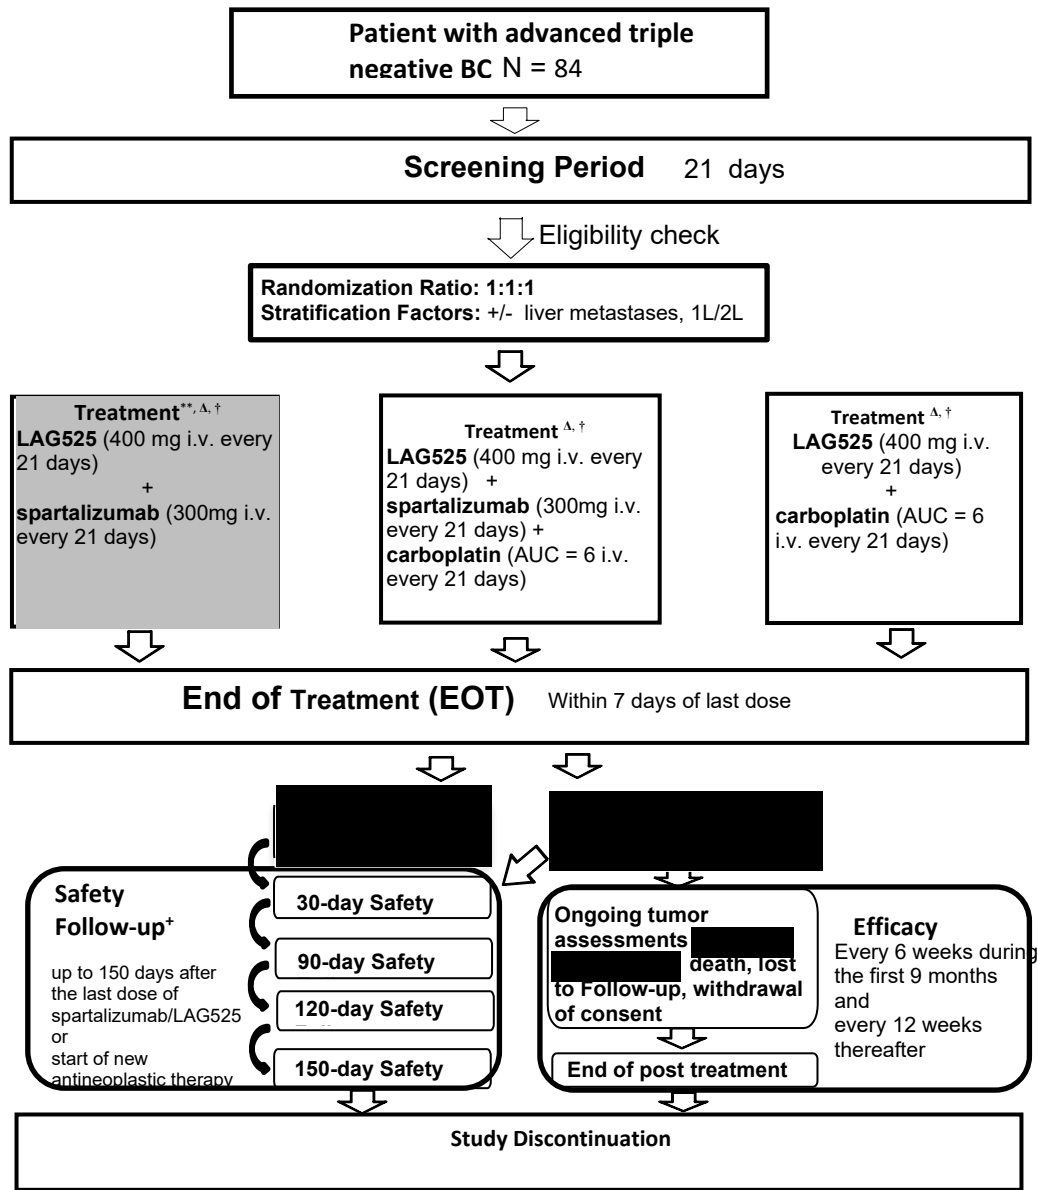 Patient with advanced triple
negative BC N = 84
Screening Period 21 days
Eligibility check
Randomization Ratio: 1:1:1
Stratification Factors: +/- liver metastases, 1L/2L
Treatment**, Δ, †
LAG525 (400 mg i.v. every
21 days)
+
spartalizumab (300mg i.v.
every 21 days)
Treatment Δ, †
LAG525 (400 mg i.v. every
21 days) +
spartalizumab (300mg i.v.
every 21 days) +
carboplatin (AUC = 6 i.v.
every 21 days)
Treatment Δ, †
LAG525 (400 mg i.v.
every 21 days)
+
carboplatin (AUC = 6
i.v. every 21 days)
End of Treatment (EOT) Within 7 days of last dose
Safety
Follow-up+
up to 150 days after
the last dose of
spartalizumab/LAG525
or
start of new
antineoplastic therapy
30-day Safety
90-day Safety
120-day Safety
150-day Safety
Ongoing tumor
assessments
death, lost
to Follow-up, withdrawal
of consent
End of post treatment
Efficacy
Every 6 weeks during
the first 9 months
and
every 12 weeks
thereafter
Study Discontinuation